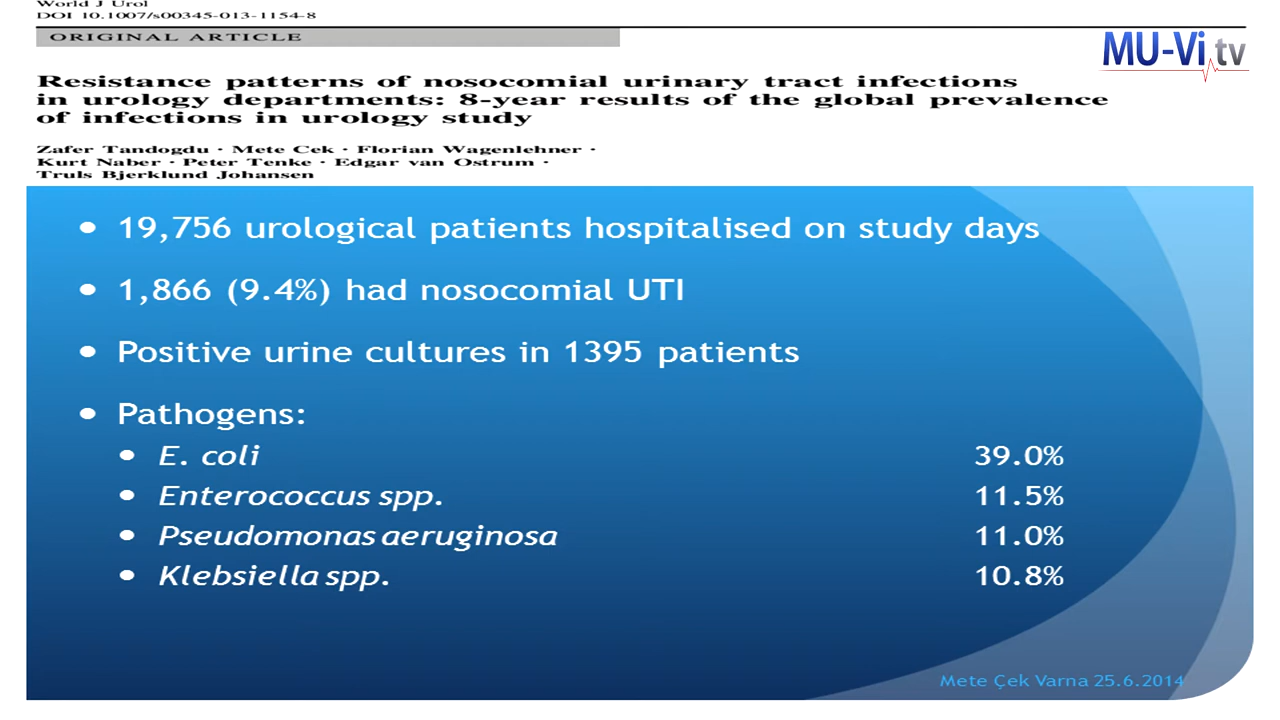 World J Urol
DOI 10.1007/s00345-013-1154-8
ORIGINAL ARTICLE
MU-Vi tv
Resistance patterns of nosocomial urinary tract infections
in urology departments: 8-year results of the global prevalence
of infections in urology study
Zafer Tandogdu · Mete Cek · Florian Wagenlehner ·
Kurt Naber · Peter Tenke · Edgar van Ostrum ·
Truls Bjerklund Johansen
• 19,756 urological patients hospitalised on study days
• 1,866 (9.4%) had nosocomial UTI
• Positive urine cultures in 1395 patients
• Pathogens:
• E. coli 39.0%
• Enterococcus spp. 11.5%
• Pseudomonas aeruginosa 11.0%
• Klebsiella spp. 10.8%
Mete Çek Varna 25.6.2014